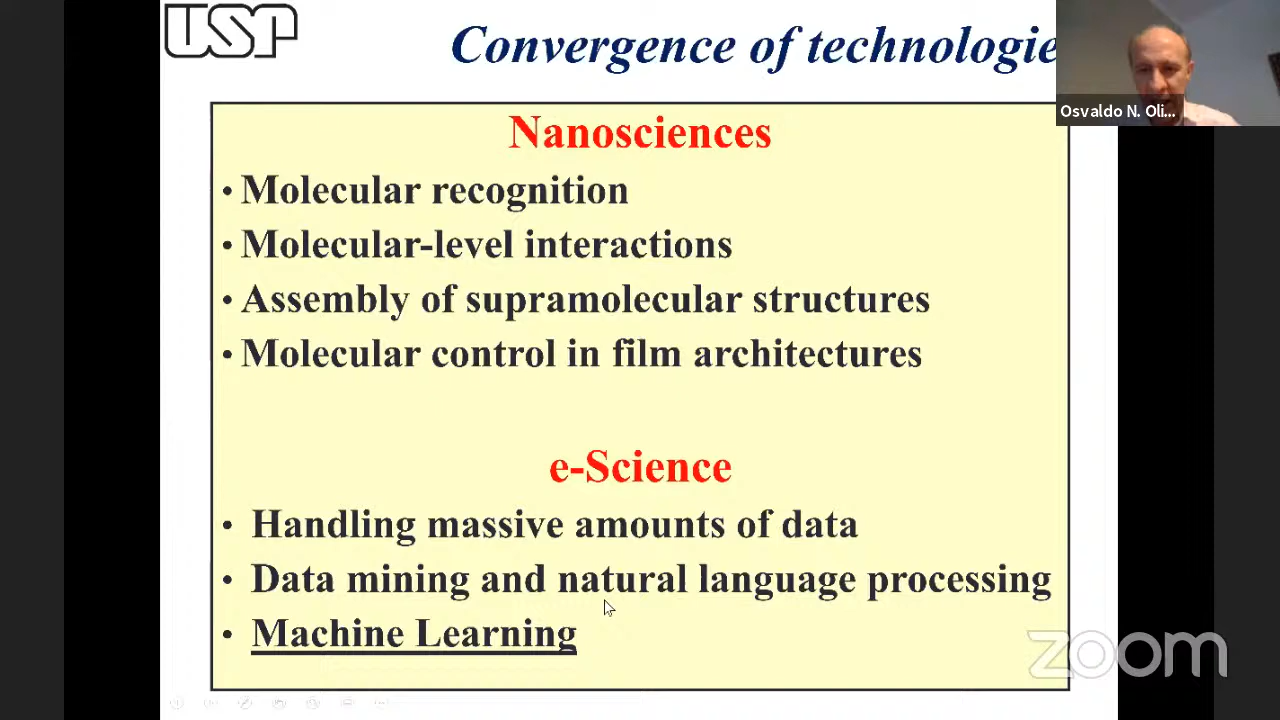 USP
Convergence of technologie
Osvaldo N. Oli...
Nanosciences
• Molecular recognition
• Molecular-level interactions
• Assembly of supramolecular structures
• Molecular control in film architectures
e-Science
• Handling massive amounts of data
• Data mining and natural language processing
• Machine Learning
zoom